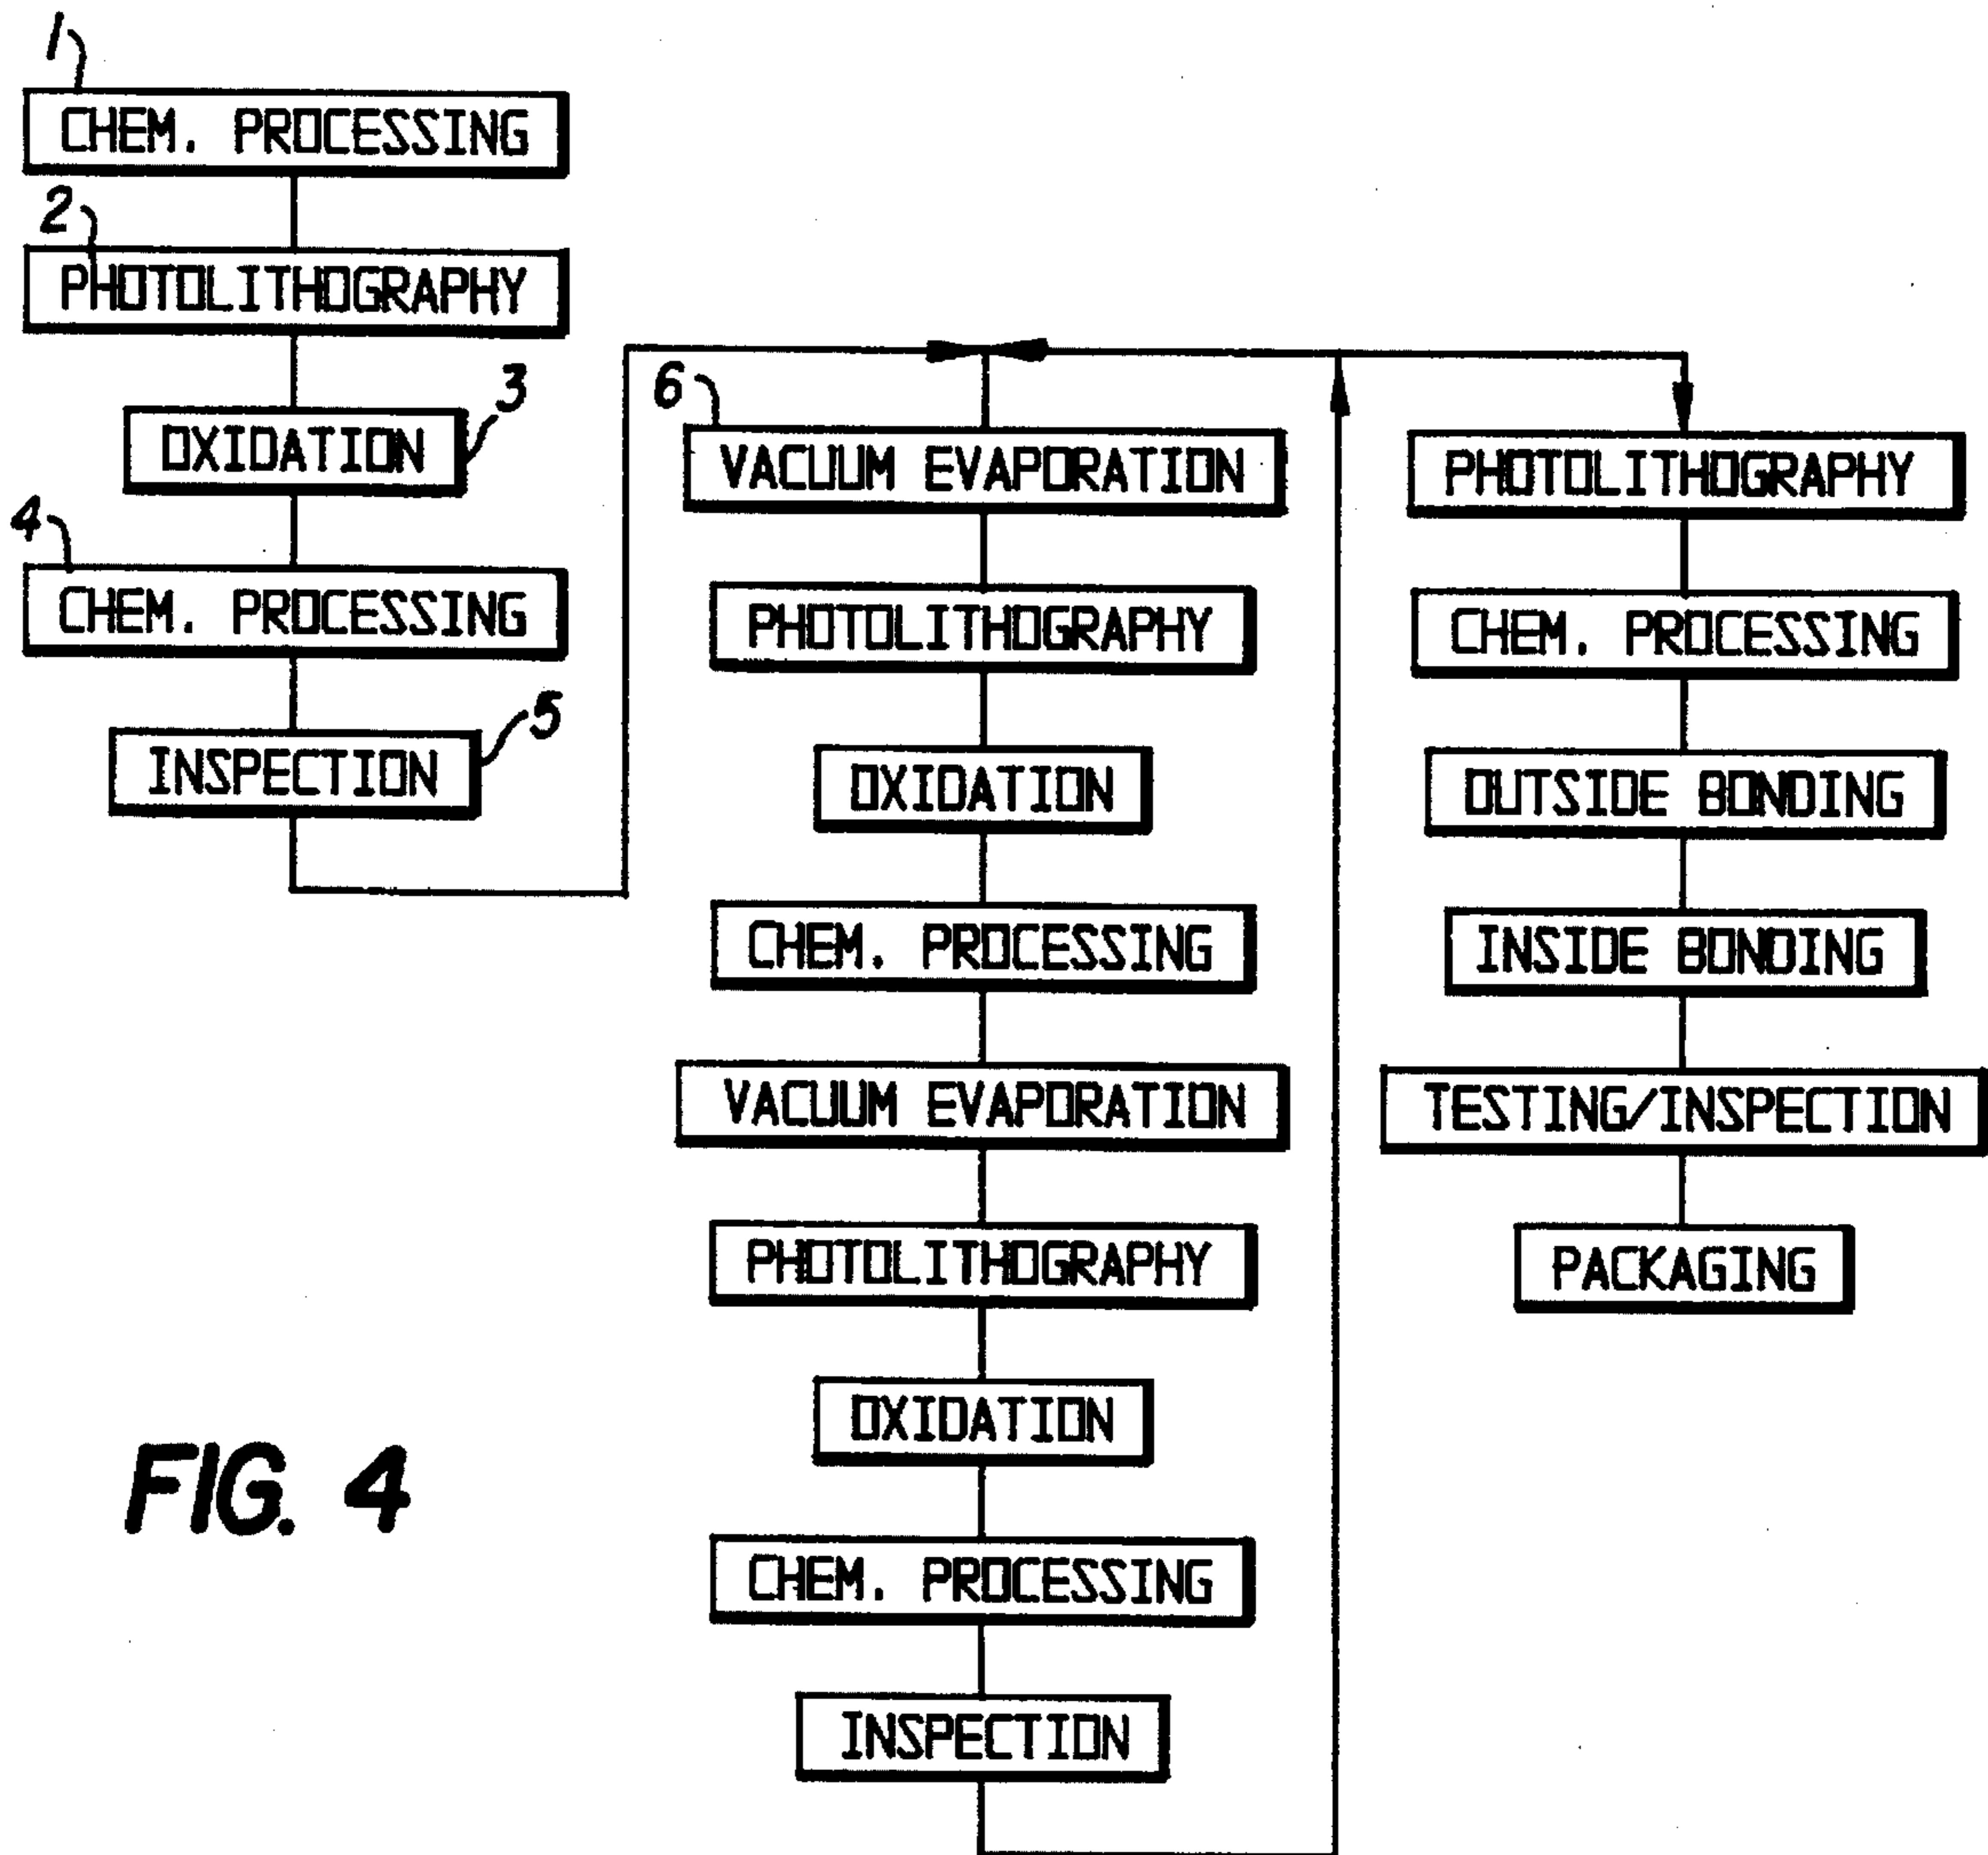 1
CHEM. PROCESSING
2
PHOTOLITHOGRAPHY
OXIDATION
3
4
CHEM. PROCESSING
INSPECTION
5
6
VACUUM EVAPORATION
PHOTOLITHOGRAPHY
OXIDATION
CHEM. PROCESSING
VACUUM EVAPORATION
PHOTOLITHOGRAPHY
OXIDATION
CHEM. PROCESSING
INSPECTION
PHOTOLITHOGRAPHY
CHEM. PROCESSING
OUTSIDE BONDING
INSIDE BONDING
TESTING/INSPECTION
PACKAGING
FIG. 4